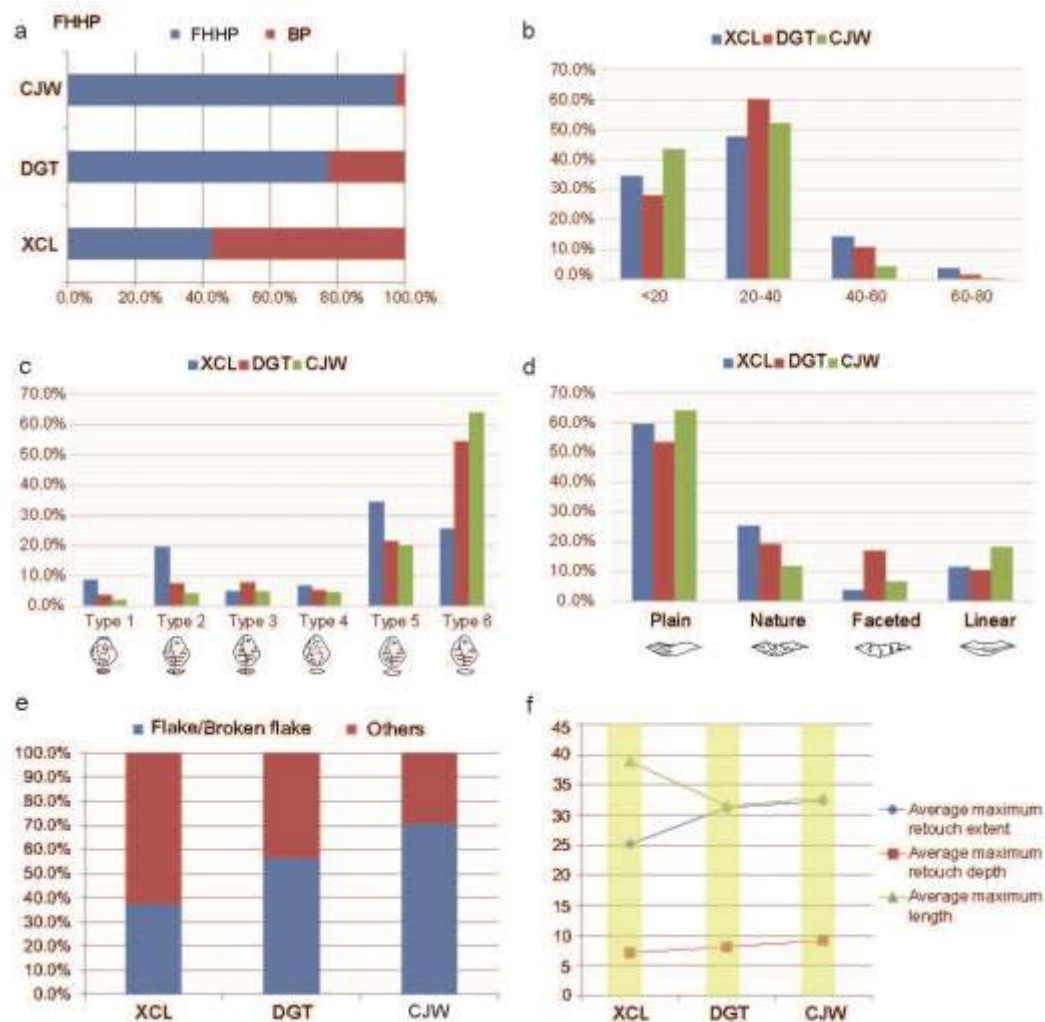 FHHP
a
FHHP BP
CJW
DGT
XCL
0.0% 20.0% 40.0% 60.0% 80.0% 100.0%
b
XCL DGT CJW
70.0%
60.0%
50.0%
40.0%
30.0%
20.0%
10.0%
0.0%
<20 20-40 40-60 60-80
c
XCL DGT CJW
70.0%
60.0%
50.0%
40.0%
30.0%
20.0%
10.0%
0.0%
Type 1 Type 2 Type 3 Type 4 Type 5 Type 6
d
XCL DGT CJW
70.0%
60.0%
50.0%
40.0%
30.0%
20.0%
10.0%
0.0%
Plain Nature Faceted Linear
e
Flake/Broken flake Others
100.0%
90.0%
80.0%
70.0%
60.0%
50.0%
40.0%
30.0%
20.0%
10.0%
0.0%
XCL DGT CJW
f
45
40
35
30
25
20
15
10
5
0
XCL DGT CJW
Average maximum
retouch extent
Average maximum
retouch depth
Average maximum
length